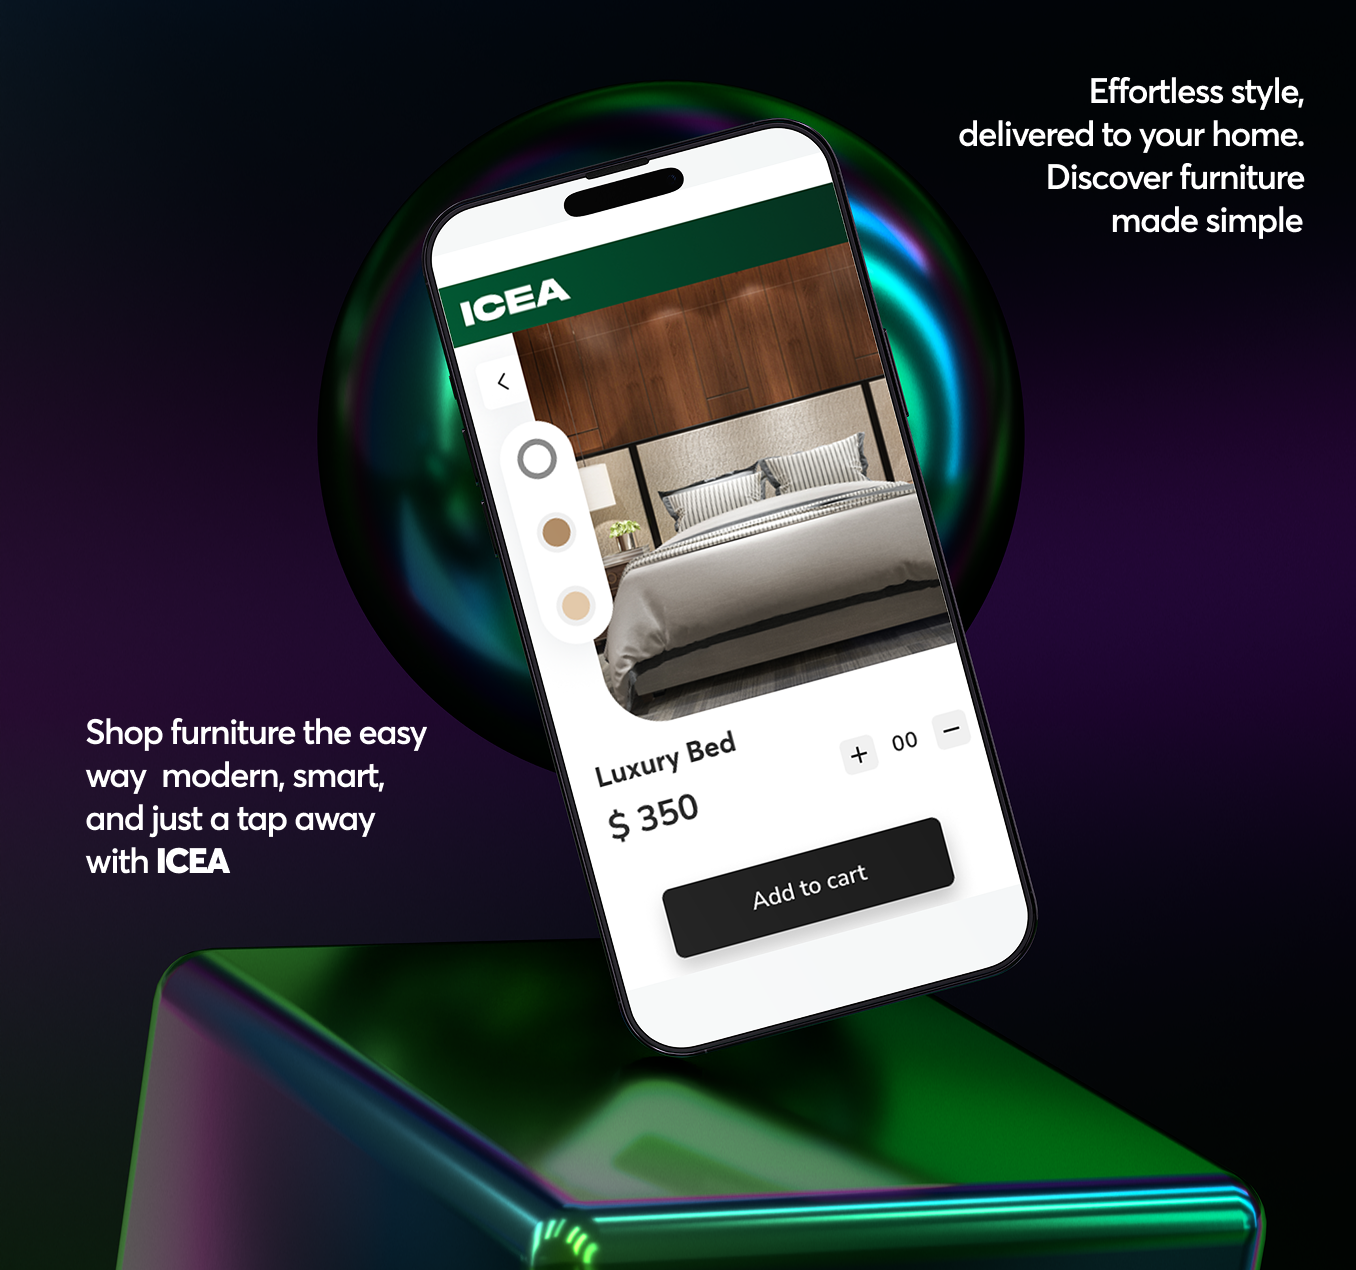 Effortless style,
delivered to your home.
Discover furniture
made simple
ICEA
Luxury Bed
$ 350
+ 00 −
Add to cart
Shop furniture the easy
way  modern, smart,
and just a tap away
with ICEA